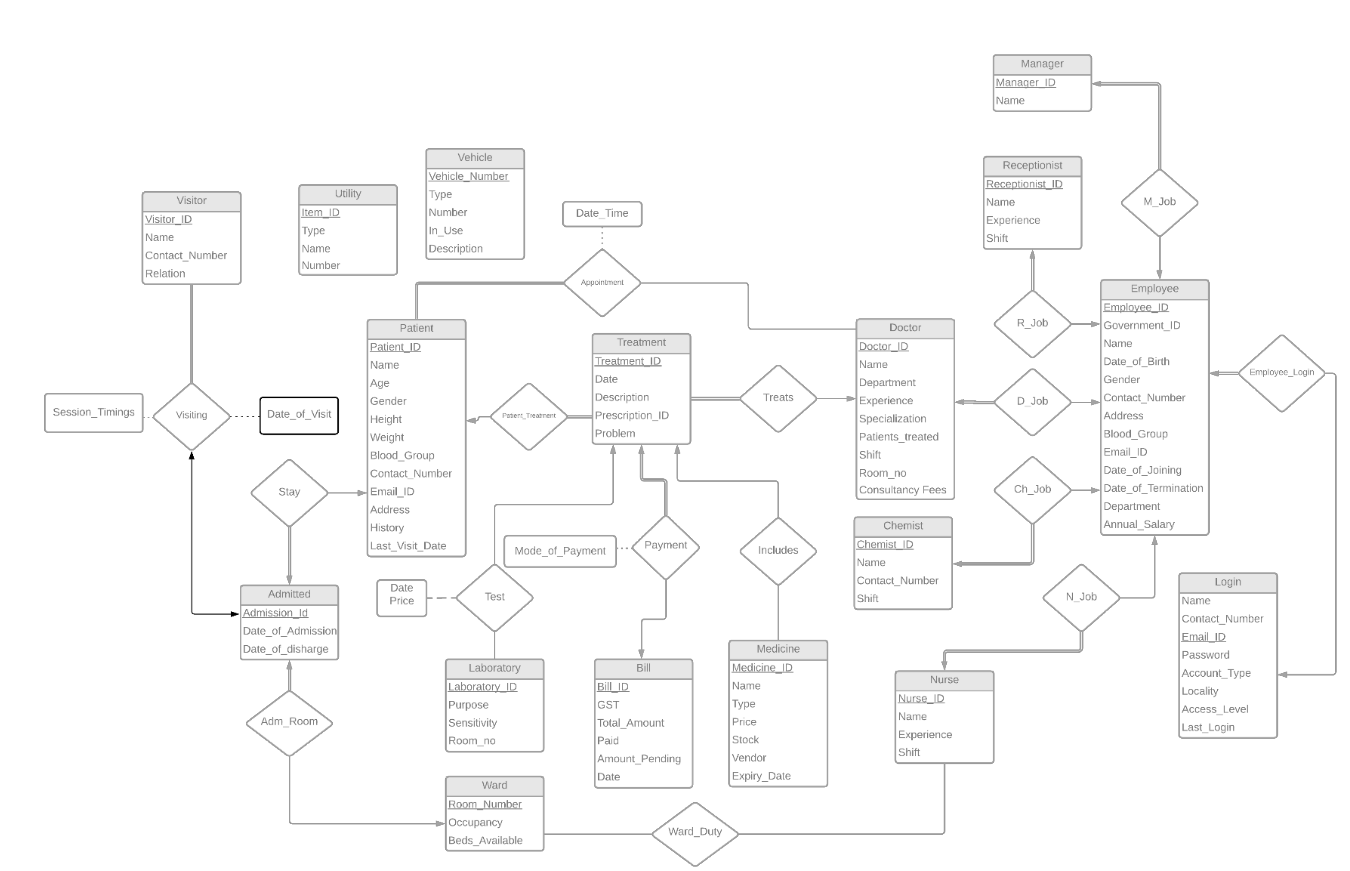 Manager
Manager_ID
Name
Vehicle
Vehicle_Number
Type
Number
In_Use
Description
Receptionist
Receptionist_ID
Name
Experience
Shift
Utility
Item_ID
Type
Name
Number
Visitor
Visitor_ID
Name
Contact_Number
Relation
Date_Time
M_Job
Appointment
Employee
Employee_ID
Government_ID
Name
Date_of_Birth
Gender
Contact_Number
Address
Blood_Group
Email_ID
Date_of_Joining
Date_of_Termination
Department
Annual_Salary
Patient
Patient_ID
Name
Age
Gender
Height
Weight
Blood_Group
Contact_Number
Email_ID
Address
History
Last_Visit_Date
Treatment
Treatment_ID
Date
Description
Prescription_ID
Problem
Doctor
Doctor_ID
Name
Department
Experience
Specialization
Patients_treated
Shift
Room_no
Consultancy Fees
R_Job
Employee_Login
Session_Timings
Visiting
Date_of_Visit
Patient_Treatment
Treats
D_Job
Stay
Ch_Job
Chemist
Chemist_ID
Name
Contact_Number
Shift
Mode_of_Payment
Payment
Includes
Admitted
Admission_Id
Date_of_Admission
Date_of_disharge
Date
Price
Test
N_Job
Login
Name
Contact_Number
Email_ID
Password
Account_Type
Locality
Access_Level
Last_Login
Laboratory
Laboratory_ID
Purpose
Sensitivity
Room_no
Bill
Bill_ID
GST
Total_Amount
Paid
Amount_Pending
Date
Medicine
Medicine_ID
Name
Type
Price
Stock
Vendor
Expiry_Date
Nurse
Nurse_ID
Name
Experience
Shift
Adm_Room
Ward
Room_Number
Occupancy
Beds_Available
Ward_Duty